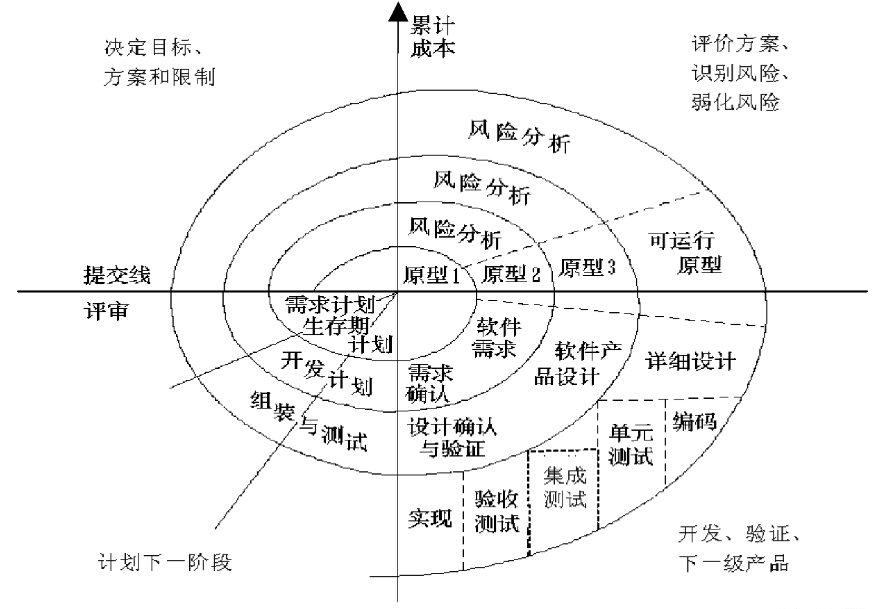 累计
成本
决定目标、
方案和限制
评价方案、
识别风险、
弱化风险
风险分析
风险分析
风险分析
原型1
原型2
原型3
可运行
原型
提交线
评审
需求计划
生存期
计划
开发计划
组装与测试
软件
需求
需求
确认
软件产
品设计
详细设计
设计确认
与验证
单元
测试
编码
集成
测试
验收
测试
实现
计划下一阶段
开发、验证、
下一级产品